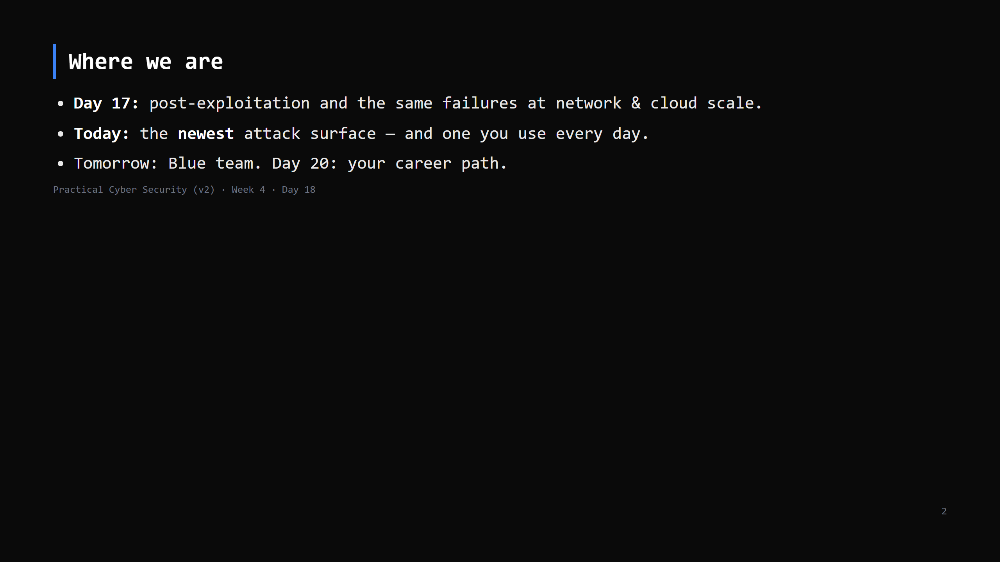 Where we are
• Day 17: post-exploitation and the same failures at network & cloud scale.
• Today: the newest attack surface — and one you use every day.
• Tomorrow: Blue team. Day 20: your career path.
Practical Cyber Security (v2) · Week 4 · Day 18
2